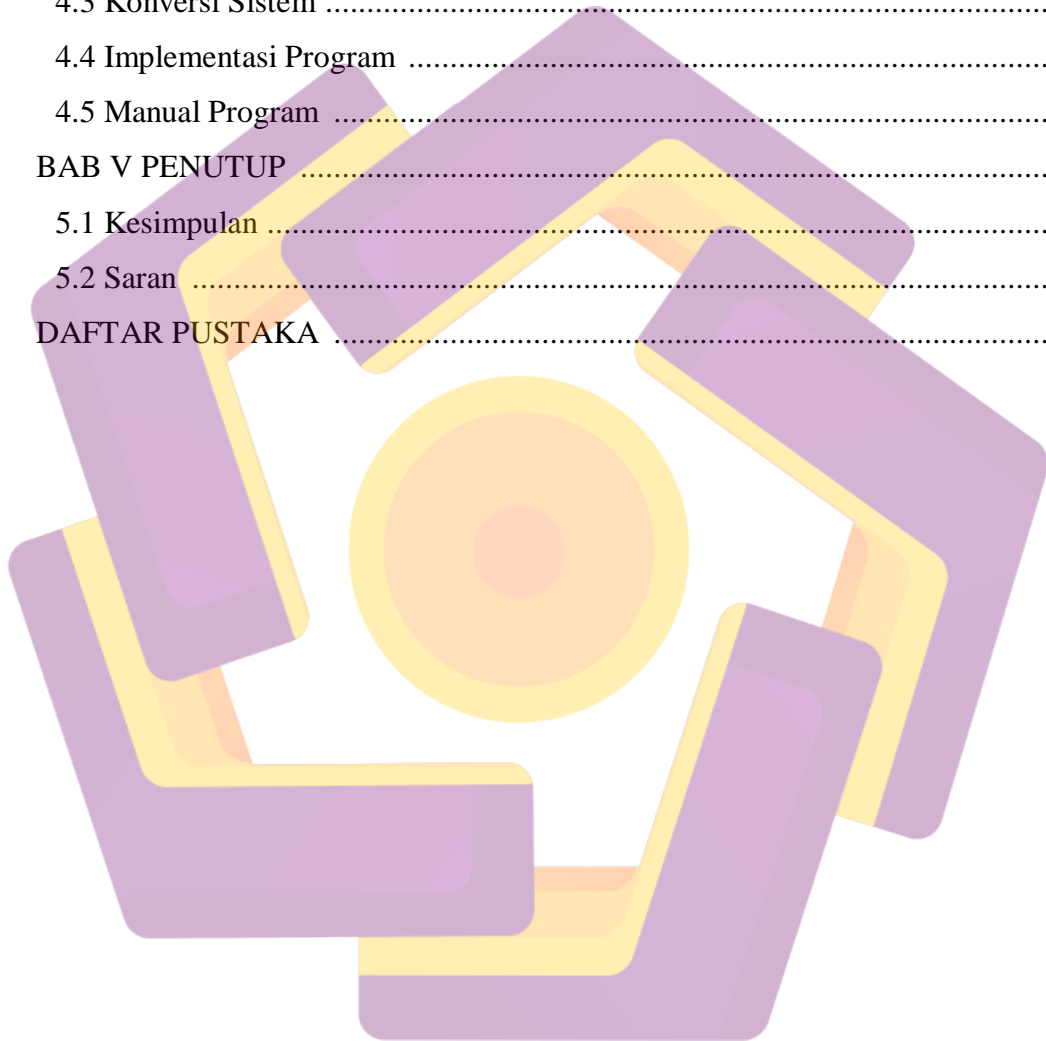 4.3 Konversi Sistem ........................................................................................
4.4 Implementasi Program ..............................................................................
4.5 Manual Program .......................................................................................
BAB V PENUTUP ...........................................................................................
5.1 Kesimpulan ...............................................................................................
5.2 Saran ........................................................................................................
DAFTAR PUSTAKA .......................................................................................